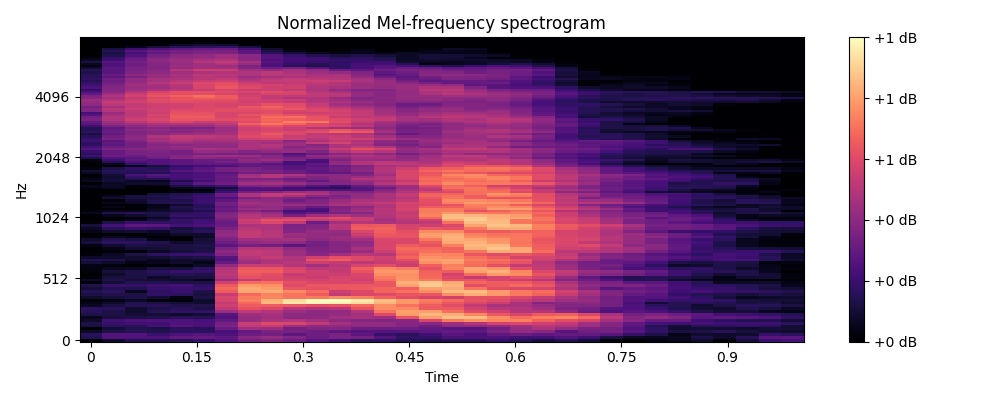 Normalized Mel-frequency spectrogram
Hz
4096
2048
1024
512
0
0 0.15 0.3 0.45 0.6 0.75 0.9
Time
+1 dB
+1 dB
+1 dB
+0 dB
+0 dB
+0 dB